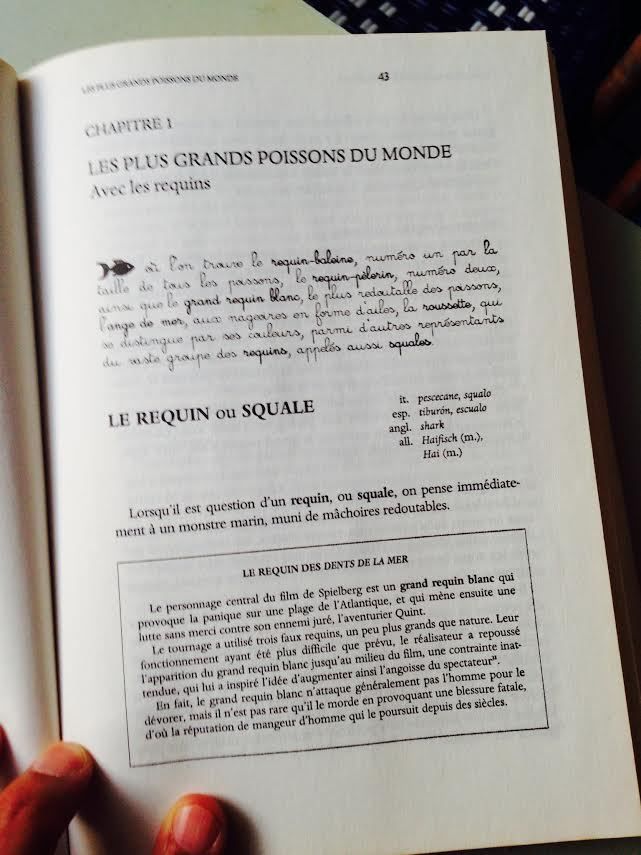 LES PLUS GRANDS POISSONS DU MONDE 43
CHAPITRE 1
LES PLUS GRANDS POISSONS DU MONDE
Avec les requins
où l'on trouve le requin-baleine, numéro un par la
taille de tous les poissons, le requin-pèlerin, numéro deux,
ainsi que le grand requin blanc, le plus redoutable des poissons,
l'ange de mer, aux nageoires en forme d'ailes, la roussette, qui
se distingue par ses couleurs, parmi d'autres représentants
du vaste groupe des requins, appelés aussi squales.
LE REQUIN ou SQUALE
it. pescecane, squalo
esp. tiburón, escualo
angl. shark
all. Haifisch (m.),
Hai (m.)
Lorsqu'il est question d'un requin, ou squale, on pense immédiate-
ment à un monstre marin, muni de mâchoires redoutables.
LE REQUIN DES DENTS DE LA MER
Le personnage central du film de Spielberg est un grand requin blanc qui
provoque la panique sur une plage de l'Atlantique, et qui mène ensuite une
lutte sans merci contre son ennemi juré, l'aventurier Quint.
Le tournage a utilisé trois faux requins, un peu plus grands que nature. Leur
fonctionnement ayant été plus difficile que prévu, le réalisateur a repoussé
l'apparition du grand requin blanc jusqu'au milieu du film, une contrainte inat-
tendue, qui lui a inspiré l'idée d'augmenter ainsi l'angoisse du spectateur".
En fait, le grand requin blanc n'attaque généralement pas l'homme pour le
dévorer, mais il n'est pas rare qu'il le morde en provoquant une blessure fatale,
d'où la réputation de mangeur d'homme qui le poursuit depuis des siècles.